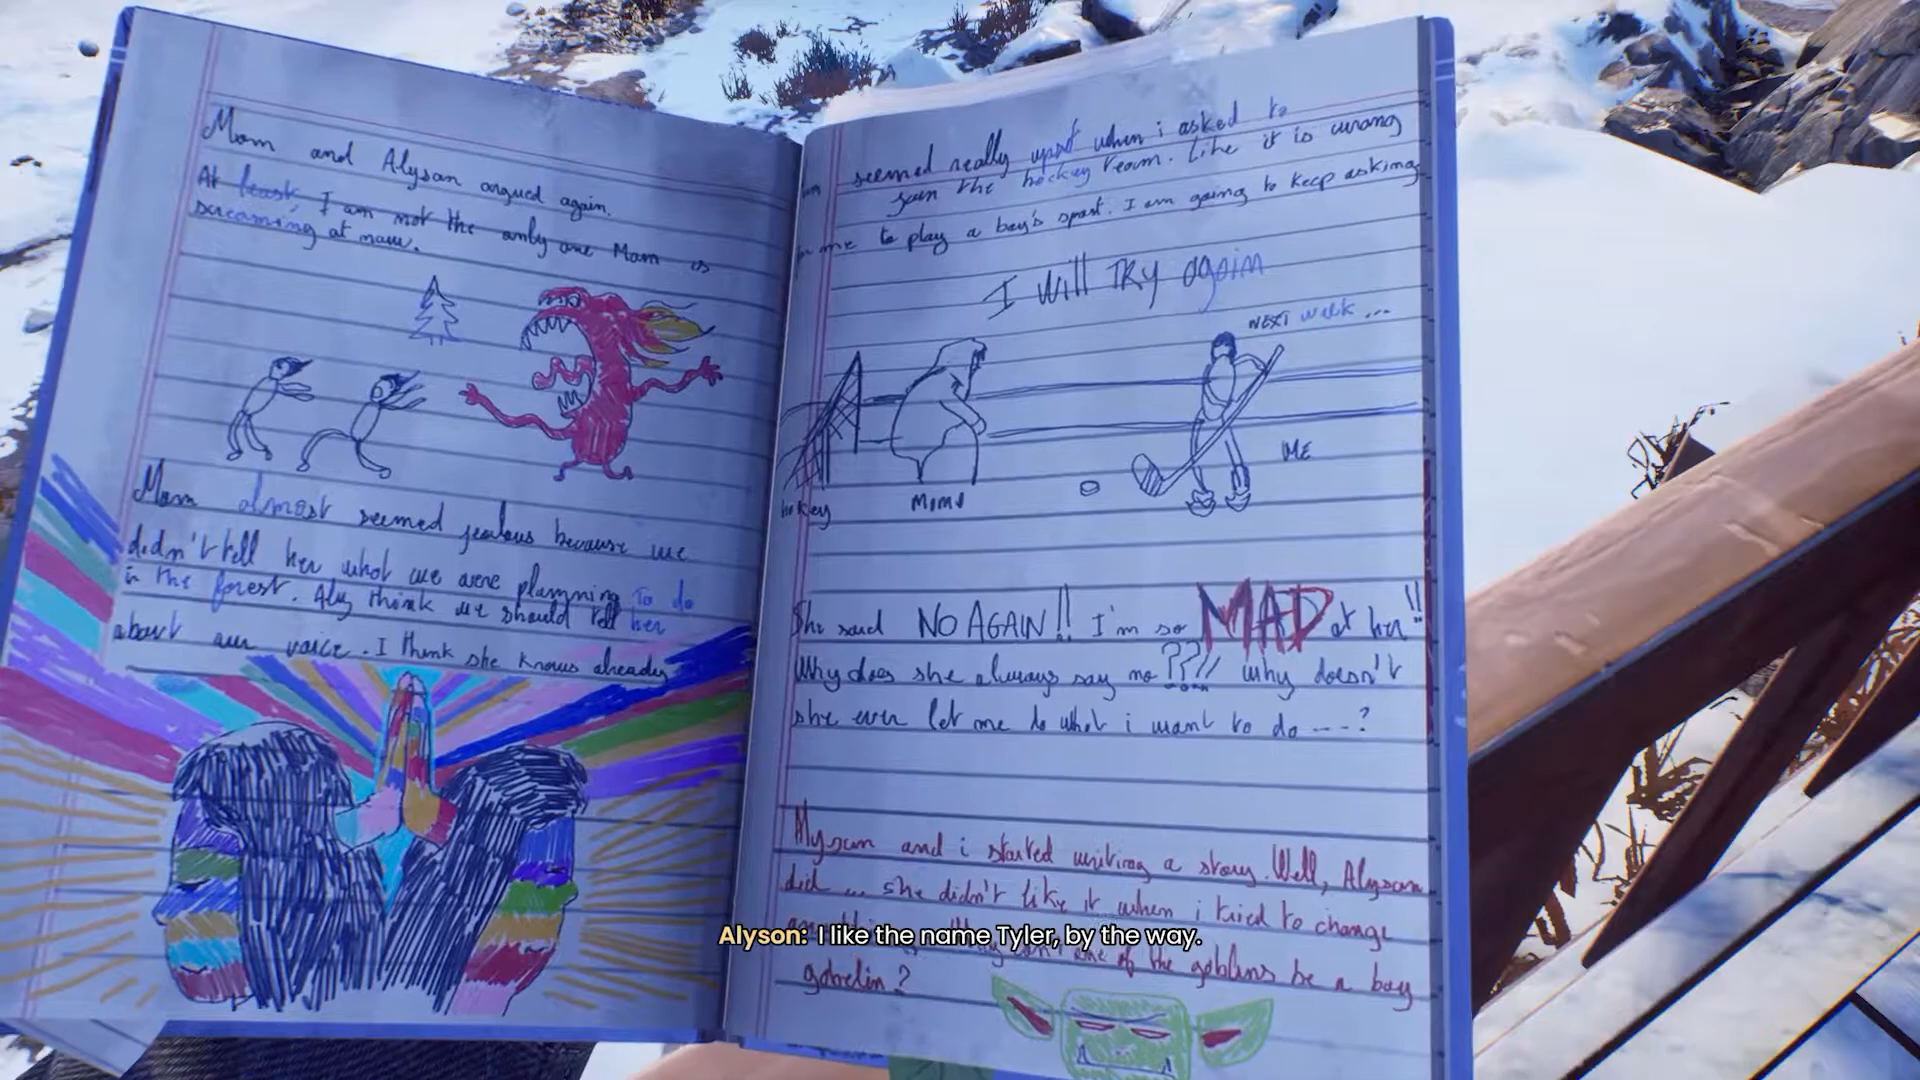 Mom and Alyson argued again.
At least, I am not the only one Mom is
screaming at now.
Mom almost seemed jealous because we
didn't tell her what we were planning to do
in the forest. Aly think we should tell her
about our voice. I think she knows already
seemed really upset when i asked to
join the hockey team. Like it is wrong
me to play a boy's sport. I am going to keep asking
I Will TRY again
NEXT week ...
ME
Moms
She said NO AGAIN!! I'm so MAD at her!!
Why does she always say no???!! why doesn't
she ever let me do what i want to do ---?
Alyson and i started writing a story. Well, Alyson
did ... she didn't like it when i tried to change
of the goblins be a boy
Alyson: I like the name Tyler, by the way.
gobelin?